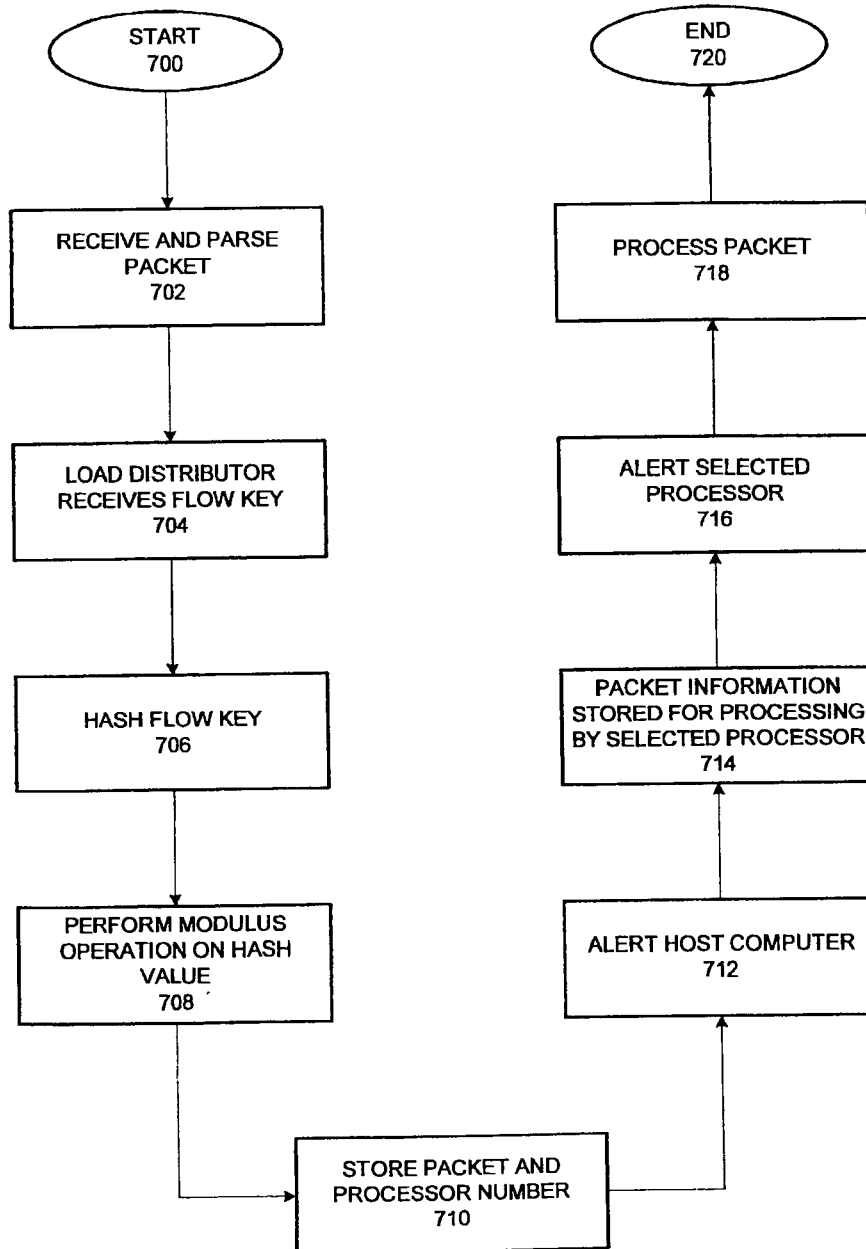 START
700
RECEIVE AND PARSE
PACKET
702
LOAD DISTRIBUTOR
RECEIVES FLOW KEY
704
HASH FLOW KEY
706
PERFORM MODULUS
OPERATION ON HASH
VALUE
708
STORE PACKET AND
PROCESSOR NUMBER
710
ALERT HOST COMPUTER
712
PACKET INFORMATION
STORED FOR PROCESSING
BY SELECTED PROCESSOR
714
ALERT SELECTED
PROCESSOR
716
PROCESS PACKET
718
END
720